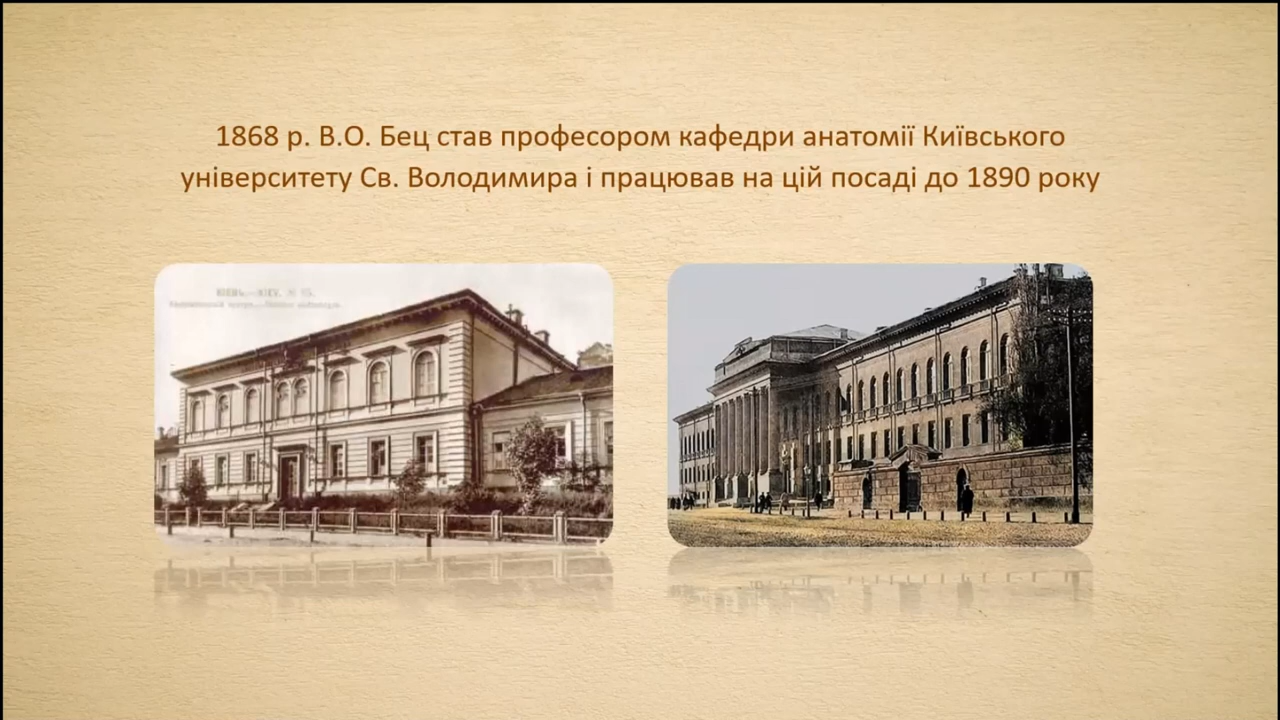 1868 р. В.О. Бец став професором кафедри анатомії Київського
університету Св. Володимира і працював на цій посаді до 1890 року